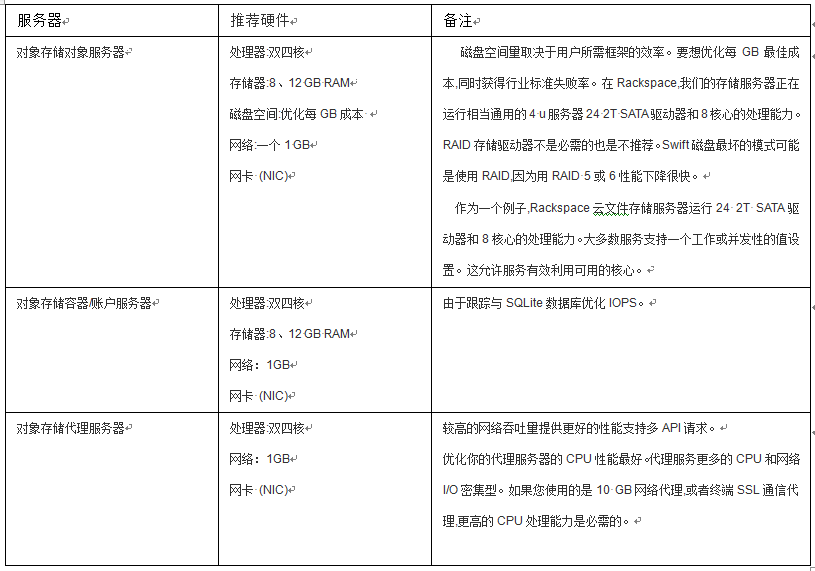 服务器 推荐硬件 备注
对象存储对象服务器
处理器:双四核
存储器:8、12 GB RAM
磁盘空间:优化每 GB 成本
网络:一个 1 GB
网卡 (NIC)
磁盘空间量取决于用户所需框架的效率。要想优化每 GB 最佳成
本,同时获得行业标准失败率。在 Rackspace,我们的存储服务器正在
运行相当通用的 4 u 服务器 24 2T SATA 驱动器和 8 核心的处理能力。
RAID 存储驱动器不是必需的也是不推荐。Swift 磁盘最坏的模式可能
是使用 RAID,因为用 RAID 5 或 6 性能下降很快。
作为一个例子,Rackspace 云文件存储服务器运行 24 2T SATA 驱
动器和 8 核心的处理能力。大多数服务支持一个工作或并发性的值设
置。这允许服务有效利用可用的核心。
对象存储容器/账户服务器
处理器:双四核
存储器:8、12 GB RAM
网络：1GB
网卡 (NIC)
由于跟踪与 SQLite 数据库优化 IOPS。
对象存储代理服务器
处理器:双四核
网络：1GB
网卡 (NIC)
较高的网络吞吐量提供更好的性能支持多 API 请求。
优化你的代理服务器的 CPU 性能最好。代理服务更多的 CPU 和网络
I/O 密集型。如果您使用的是 10 GB 网络代理,或者终端 SSL 通信代
理,更高的 CPU 处理能力是必需的。